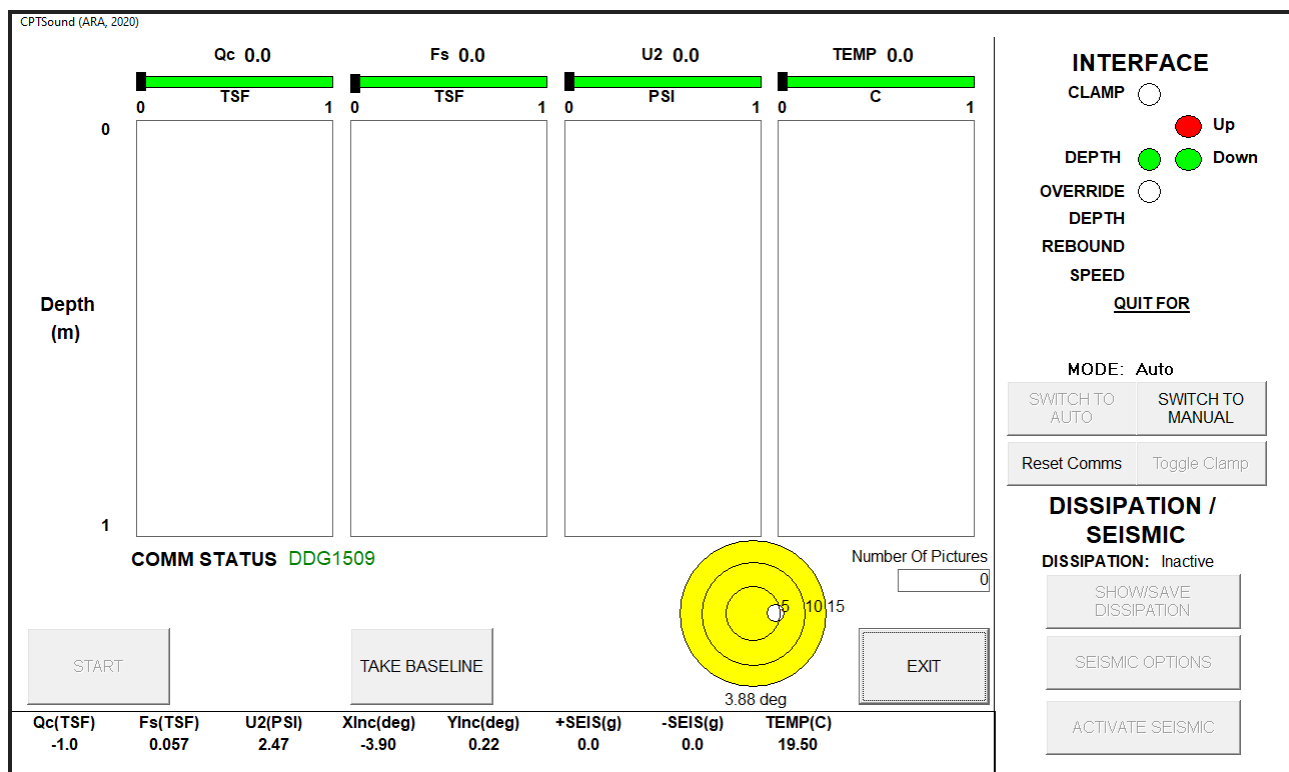 CPTSound (ARA, 2020)
Qc 0.0
Fs 0.0
U2 0.0
TEMP 0.0
TSF
0 1
TSF
0 1
PSI
0 1
C
0 1
0
Depth
(m)
1
COMM STATUS DDG1509
5 10 15
3.88 deg
Number Of Pictures
0
START
TAKE BASELINE
EXIT
Qc(TSF) Fs(TSF) U2(PSI) XInc(deg) YInc(deg) +SEIS(g) -SEIS(g) TEMP(C)
-1.0 0.057 2.47 -3.90 0.22 0.0 0.0 19.50
INTERFACE
CLAMP
Up
DEPTH Down
OVERRIDE
DEPTH
REBOUND
SPEED
QUIT FOR
MODE: Auto
SWITCH TO
AUTO
SWITCH TO
MANUAL
Reset Comms
Toggle Clamp
DISSIPATION /
SEISMIC
DISSIPATION: Inactive
SHOW/SAVE
DISSIPATION
SEISMIC OPTIONS
ACTIVATE SEISMIC